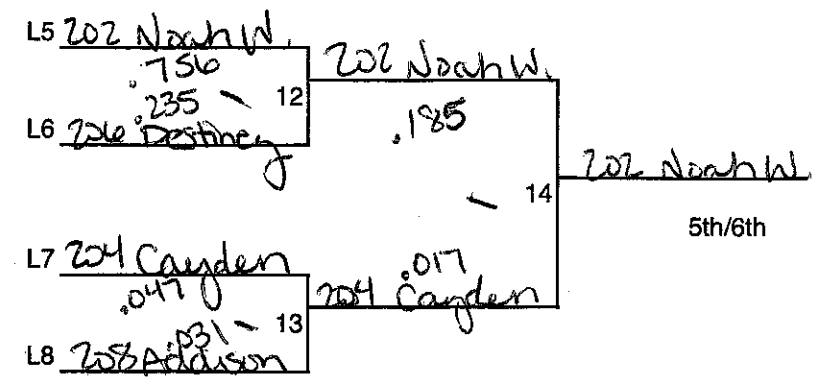 L5 202 Noah W.
.756
202 Noah W.
.235 \ 12
L6 206 Destiney
.185
202 Noah W.
\ 14
5th/6th
L7 204 Cayden
.047
.017
204 Cayden
.031 \ 13
L8 208 Addison